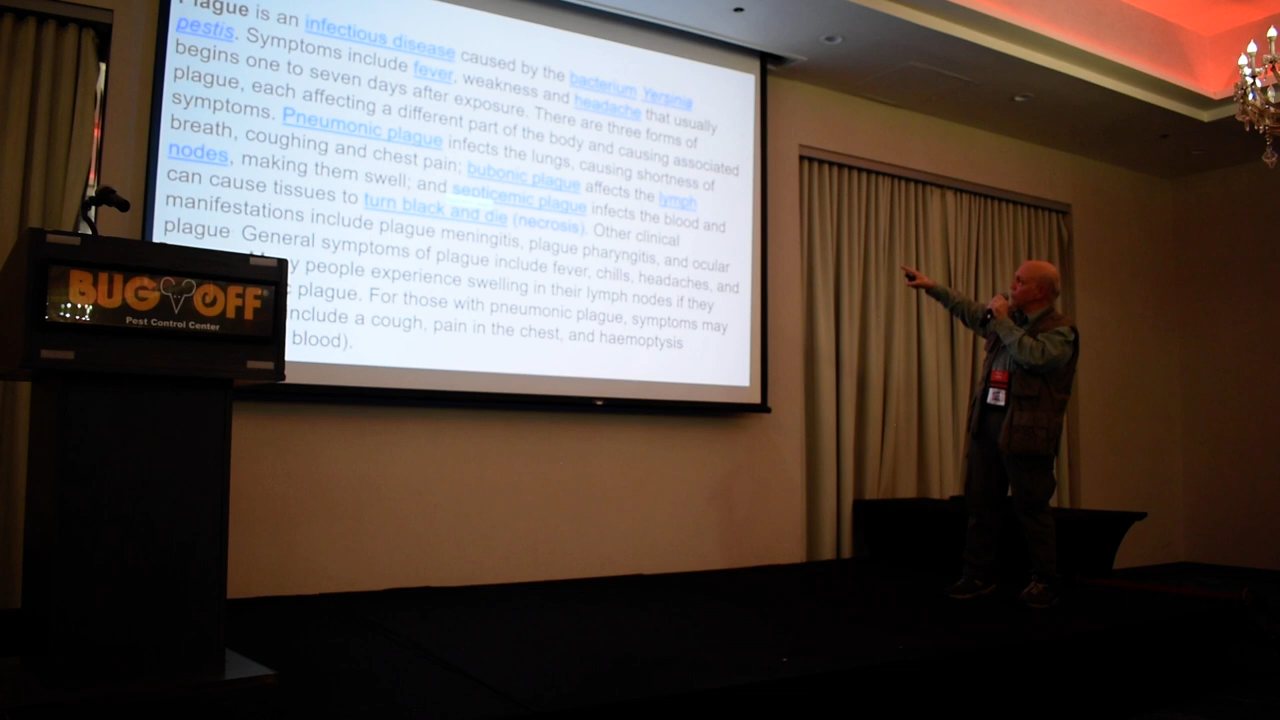 Plague is an infectious disease caused by the bacterium Yersinia
pestis. Symptoms include fever, weakness and headache that usually
begins one to seven days after exposure. There are three forms of
plague, each affecting a different part of the body and causing associated
symptoms. Pneumonic plague infects the lungs, causing shortness of
breath, coughing and chest pain; bubonic plague affects the lymph
nodes, making them swell; and septicemic plague infects the blood and
can cause tissues to turn black and die (necrosis). Other clinical
manifestations include plague meningitis, plague pharyngitis, and ocular
plague General symptoms of plague include fever, chills, headaches, and
people experience swelling in their lymph nodes if they
plague. For those with pneumonic plague, symptoms may
include a cough, pain in the chest, and haemoptysis
blood).
BUG OFF
Pest Control Center